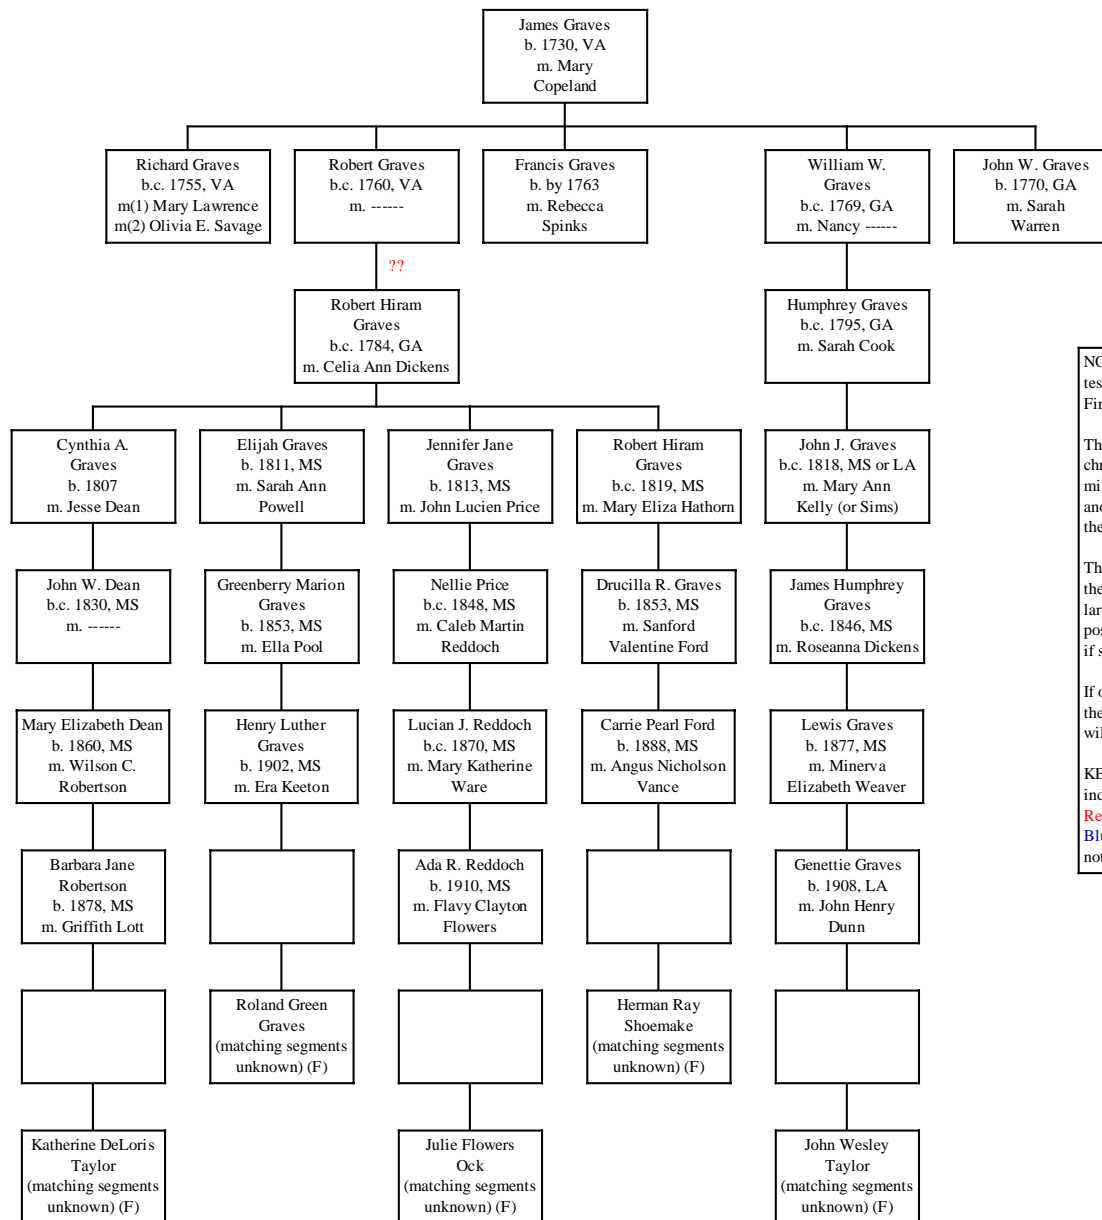 James Graves
b. 1730, VA
m. Mary
Copeland
Richard Graves
b.c. 1755, VA
m(1) Mary Lawrence
m(2) Olivia E. Savage
Robert Graves
b.c. 1760, VA
m. ------
Francis Graves
b. by 1763
m. Rebecca
Spinks
William W.
Graves
b.c. 1769, GA
m. Nancy ------
John W. Graves
b. 1770, GA
m. Sarah
Warren
??
Robert Hiram
Graves
b.c. 1784, GA
m. Celia Ann Dickens
Humphrey Graves
b.c. 1795, GA
m. Sarah Cook
Cynthia A.
Graves
b. 1807
m. Jesse Dean
Elijah Graves
b. 1811, MS
m. Sarah Ann
Powell
Jennifer Jane
Graves
b. 1813, MS
m. John Lucien Price
Robert Hiram
Graves
b.c. 1819, MS
m. Mary Eliza Hathorn
John J. Graves
b.c. 1818, MS or LA
m. Mary Ann
Kelly (or Sims)
John W. Dean
b.c. 1830, MS
m. ------
Greenberry Marion
Graves
b. 1853, MS
m. Ella Pool
Nellie Price
b.c. 1848, MS
m. Caleb Martin
Reddoch
Drucilla R. Graves
b. 1853, MS
m. Sanford
Valentine Ford
James Humphrey
Graves
b.c. 1846, MS
m. Roseanna Dickens
Mary Elizabeth Dean
b. 1860, MS
m. Wilson C.
Robertson
Henry Luther
Graves
b. 1902, MS
m. Era Keeton
Lucian J. Reddoch
b.c. 1870, MS
m. Mary Katherine
Ware
Carrie Pearl Ford
b. 1888, MS
m. Angus Nicholson
Vance
Lewis Graves
b. 1877, MS
m. Minerva
Elizabeth Weaver
Barbara Jane
Robertson
b. 1878, MS
m. Griffith Lott
Ada R. Reddoch
b. 1910, MS
m. Flavy Clayton
Flowers
Genettie Graves
b. 1908, LA
m. John Henry
Dunn
Roland Green
Graves
(matching segments
unknown) (F)
Herman Ray
Shoemake
(matching segments
unknown) (F)
Katherine DeLoris
Taylor
(matching segments
unknown) (F)
Julie Flowers
Ock
(matching segments
unknown) (F)
John Wesley
Taylor
(matching segments
unknown) (F)
if s
If
not